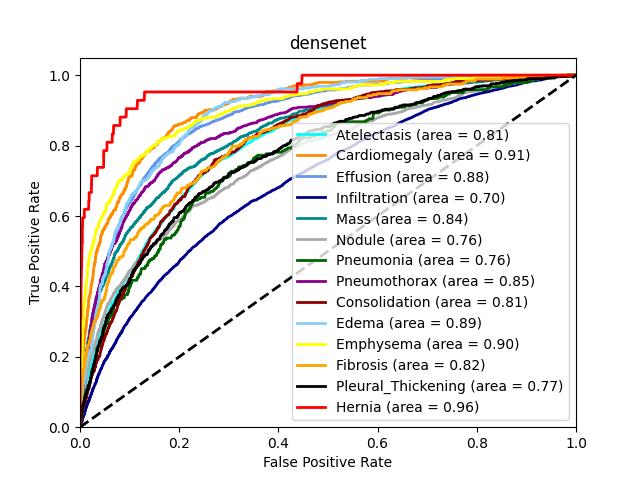 densenet
1.0
0.8
0.6
0.4
0.2
0.0
True Positive Rate
Atelectasis (area = 0.81)
Cardiomegaly (area = 0.91)
Effusion (area = 0.88)
Infiltration (area = 0.70)
Mass (area = 0.84)
Nodule (area = 0.76)
Pneumonia (area = 0.76)
Pneumothorax (area = 0.85)
Consolidation (area = 0.81)
Edema (area = 0.89)
Emphysema (area = 0.90)
Fibrosis (area = 0.82)
Pleural_Thickening (area = 0.77)
Hernia (area = 0.96)
0.0 0.2 0.4 0.6 0.8 1.0
False Positive Rate